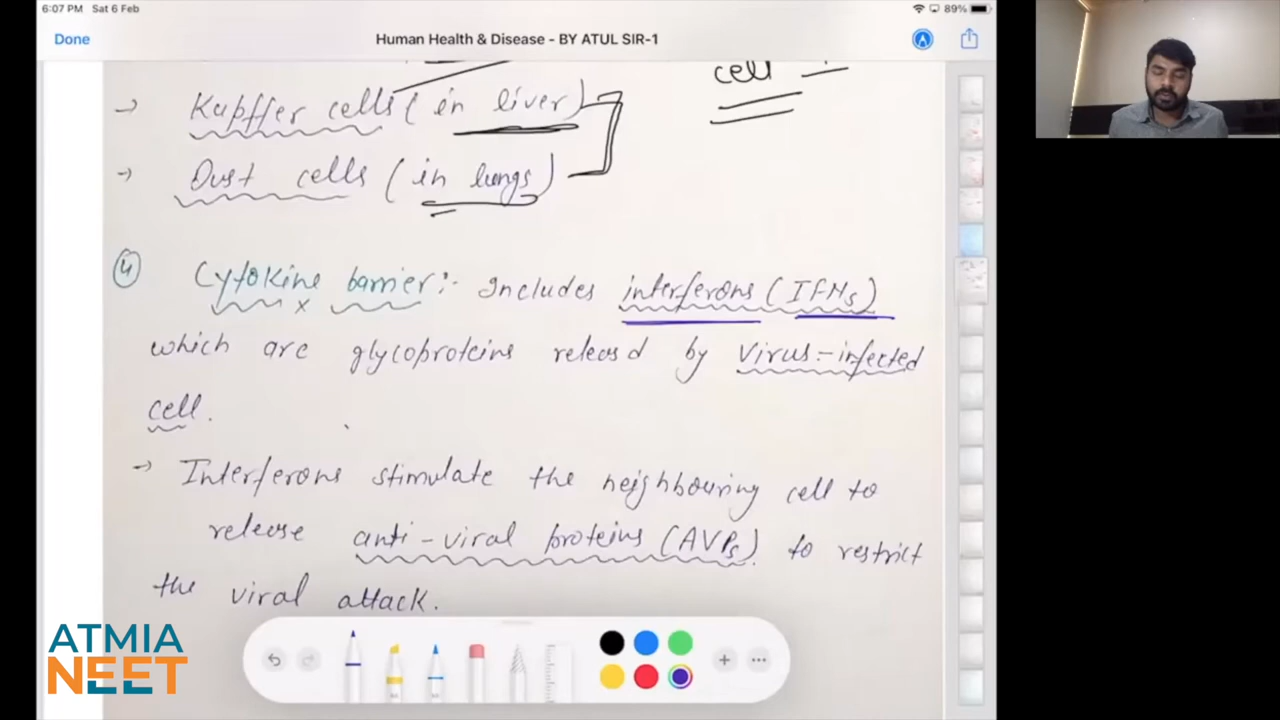 6:07 PM Sat 6 Feb
89%
Done
Human Health & Disease - BY ATUL SIR-1
cell
→ Kupffer cells (in liver)
→ Dust cells (in lungs)
4 Cytokine barrier:- Includes interferons (IFNs)
which are glycoproteins released by virus-infected
cell.
→ Interferons stimulate the neighbouring cell to
release anti-viral proteins (AVPs) to restrict
the viral attack.
ATMIA
NEET